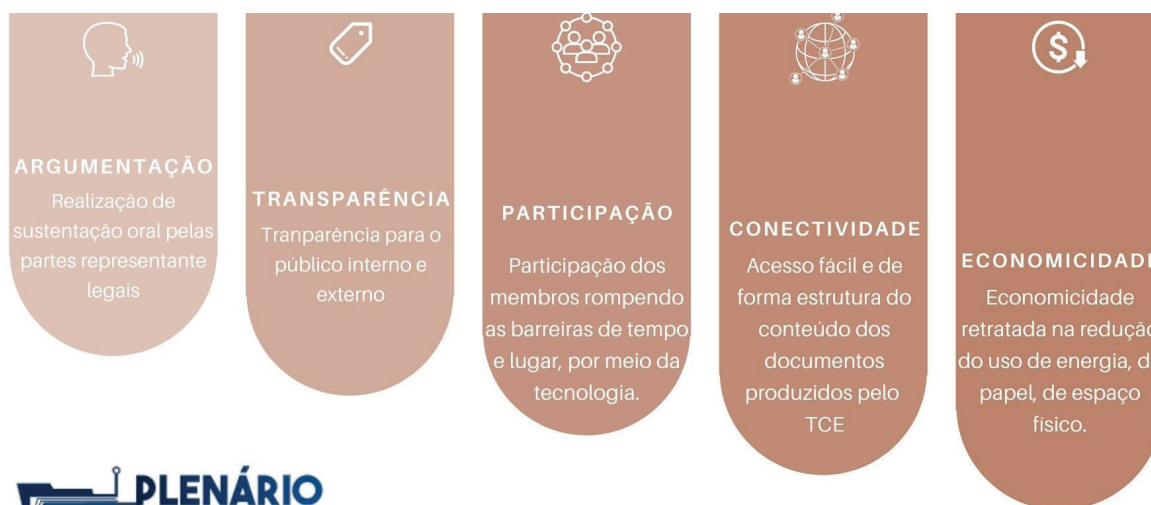 ARGUMENTAÇÃO
Realização de
sustentação oral pelas
partes representante
legais
TRANSPARÊNCIA
Tranparência para o
público interno e
externo
PARTICIPAÇÃO
Participação dos
membros rompendo
as barreiras de tempo
e lugar, por meio da
tecnologia.
CONECTIVIDADE
Acesso fácil e de
forma estrutura do
conteúdo dos
documentos
produzidos pelo
TCE
ECONOMICIDAD
Economicidade
retratada na reduçã
do uso de energia, d
papel, de espaço
físico.
PLENÁRIO